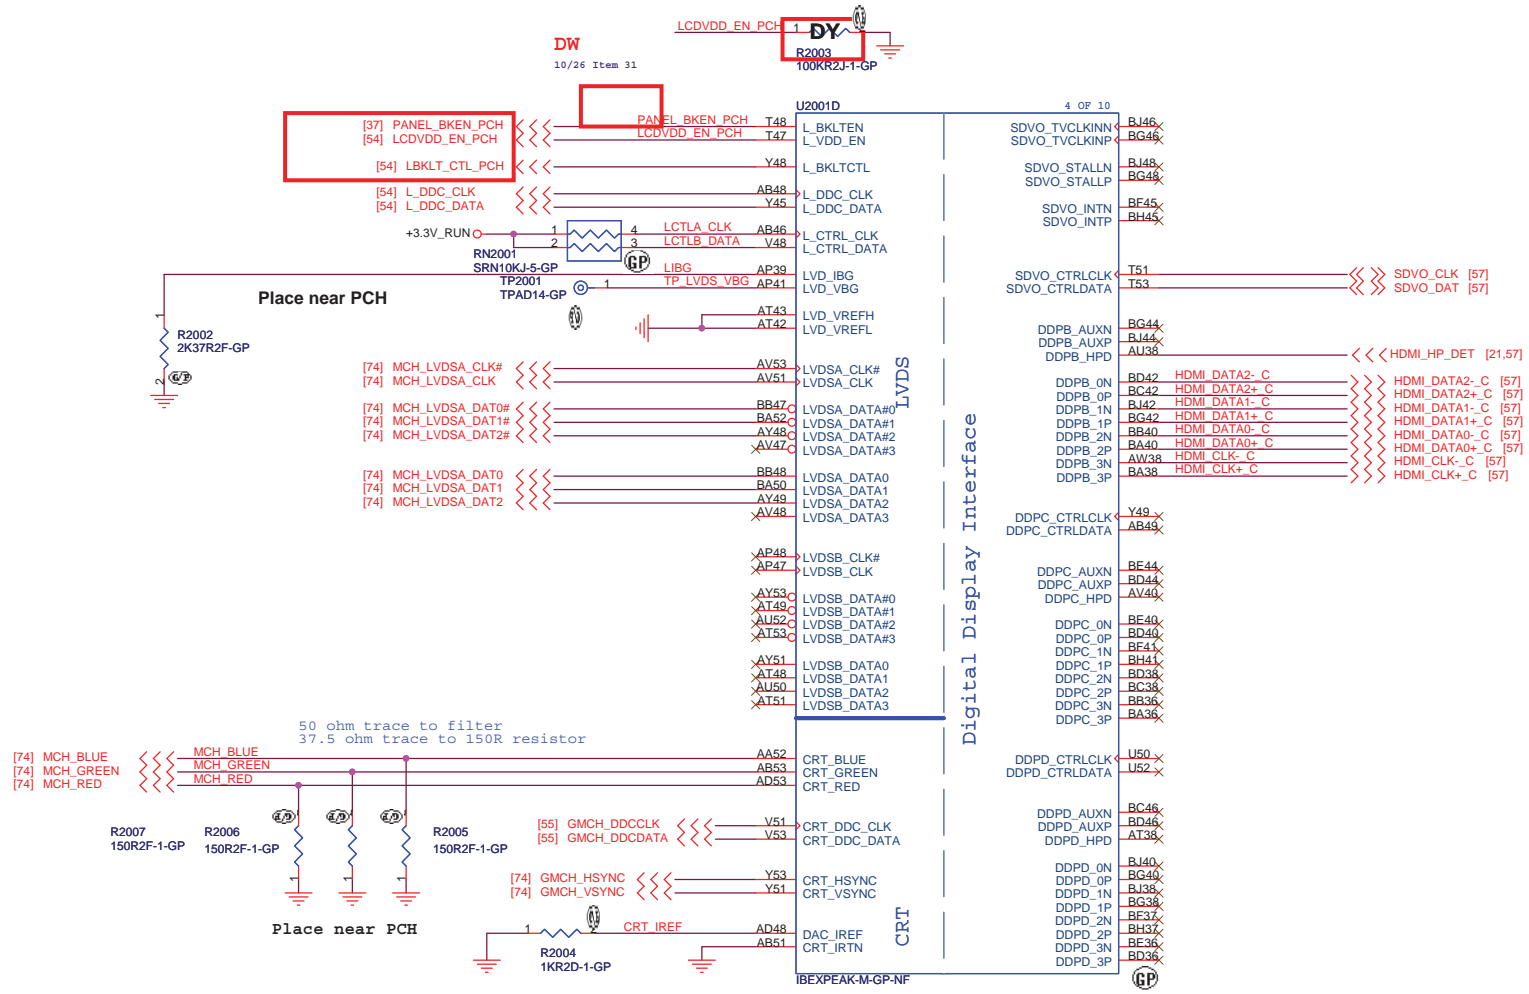 LCDVDD_EN_PCH 1 DY 2
R2003
100KR2J-1-GP
DW
10/26 Item 31
U2001D 4 OF 10
[37] PANEL_BKEN_PCH PANEL_BKEN_PCH T48 L_BKLTEN
[54] LCDVDD_EN_PCH LCDVDD_EN_PCH T47 L_VDD_EN
[54] LBKLT_CTL_PCH Y48 L_BKLTCTL
[54] L_DDC_CLK AB48 L_DDC_CLK
[54] L_DDC_DATA Y45 L_DDC_DATA
+3.3V_RUN 1 4 LCTLA_CLK AB46 L_CTRL_CLK
2 3 LCTLB_DATA V48 L_CTRL_DATA
RN2001
SRN10KJ-5-GP
GP
LIBG AP39 LVD_IBG
TP2001
TPAD14-GP
1 TP_LVDS_VBG AP41 LVD_VBG
Place near PCH
1
R2002
2K37R2F-GP
2
G/P
AT43 LVD_VREFH
AT42 LVD_VREFL
[74] MCH_LVDSA_CLK# AV53 LVDSA_CLK#
[74] MCH_LVDSA_CLK AV51 LVDSA_CLK
[74] MCH_LVDSA_DAT0# BB47 LVDSA_DATA#0
[74] MCH_LVDSA_DAT1# BA52 LVDSA_DATA#1
[74] MCH_LVDSA_DAT2# AY48 LVDSA_DATA#2
AV47 LVDSA_DATA#3
[74] MCH_LVDSA_DAT0 BB48 LVDSA_DATA0
[74] MCH_LVDSA_DAT1 BA50 LVDSA_DATA1
[74] MCH_LVDSA_DAT2 AY49 LVDSA_DATA2
AV48 LVDSA_DATA3
AP48 LVDSB_CLK#
AP47 LVDSB_CLK
AY53 LVDSB_DATA#0
AT49 LVDSB_DATA#1
AU52 LVDSB_DATA#2
AT53 LVDSB_DATA#3
AY51 LVDSB_DATA0
AT48 LVDSB_DATA1
AU50 LVDSB_DATA2
AT51 LVDSB_DATA3
LVDS
50 ohm trace to filter
37.5 ohm trace to 150R resistor
[74] MCH_BLUE MCH_BLUE AA52 CRT_BLUE
[74] MCH_GREEN MCH_GREEN AB53 CRT_GREEN
[74] MCH_RED MCH_RED AD53 CRT_RED
R2007
150R2F-1-GP
R2006
150R2F-1-GP
R2005
150R2F-1-GP
1 1 1
Place near PCH
[55] GMCH_DDCCLK V51 CRT_DDC_CLK
[55] GMCH_DDCDATA V53 CRT_DDC_DATA
[74] GMCH_HSYNC Y53 CRT_HSYNC
[74] GMCH_VSYNC Y51 CRT_VSYNC
1 2 CRT_IREF AD48 DAC_IREF
R2004
1KR2D-1-GP
AB51 CRT_IRTN
CRT
IBEXPEAK-M-GP-NF
Digital Display Interface
SDVO_TVCLKINN BJ46
SDVO_TVCLKINP BG46
SDVO_STALLN BJ48
SDVO_STALLP BG48
SDVO_INTN BF45
SDVO_INTP BH45
SDVO_CTRLCLK T51 SDVO_CLK [57]
SDVO_CTRLDATA T53 SDVO_DAT [57]
DDPB_AUXN BG44
DDPB_AUXP BJ44
DDPB_HPD AU38 HDMI_HP_DET [21,57]
DDPB_0N BD42 HDMI_DATA2-_C HDMI_DATA2-_C [57]
DDPB_0P BC42 HDMI_DATA2+_C HDMI_DATA2+_C [57]
DDPB_1N BJ42 HDMI_DATA1-_C HDMI_DATA1-_C [57]
DDPB_1P BG42 HDMI_DATA1+_C HDMI_DATA1+_C [57]
DDPB_2N BB40 HDMI_DATA0-_C HDMI_DATA0-_C [57]
DDPB_2P BA40 HDMI_DATA0+_C HDMI_DATA0+_C [57]
DDPB_3N AW38 HDMI_CLK-_C HDMI_CLK-_C [57]
DDPB_3P BA38 HDMI_CLK+_C HDMI_CLK+_C [57]
DDPC_CTRLCLK Y49
DDPC_CTRLDATA AB49
DDPC_AUXN BE44
DDPC_AUXP BD44
DDPC_HPD AV40
DDPC_0N BE40
DDPC_0P BD40
DDPC_1N BF41
DDPC_1P BH41
DDPC_2N BD38
DDPC_2P BC38
DDPC_3N BB36
DDPC_3P BA36
DDPD_CTRLCLK U50
DDPD_CTRLDATA U52
DDPD_AUXN BC46
DDPD_AUXP BD46
DDPD_HPD AT38
DDPD_0N BJ40
DDPD_0P BG40
DDPD_1N BJ38
DDPD_1P BG38
DDPD_2N BF37
DDPD_2P BH37
DDPD_3N BE36
DDPD_3P BD36
GP